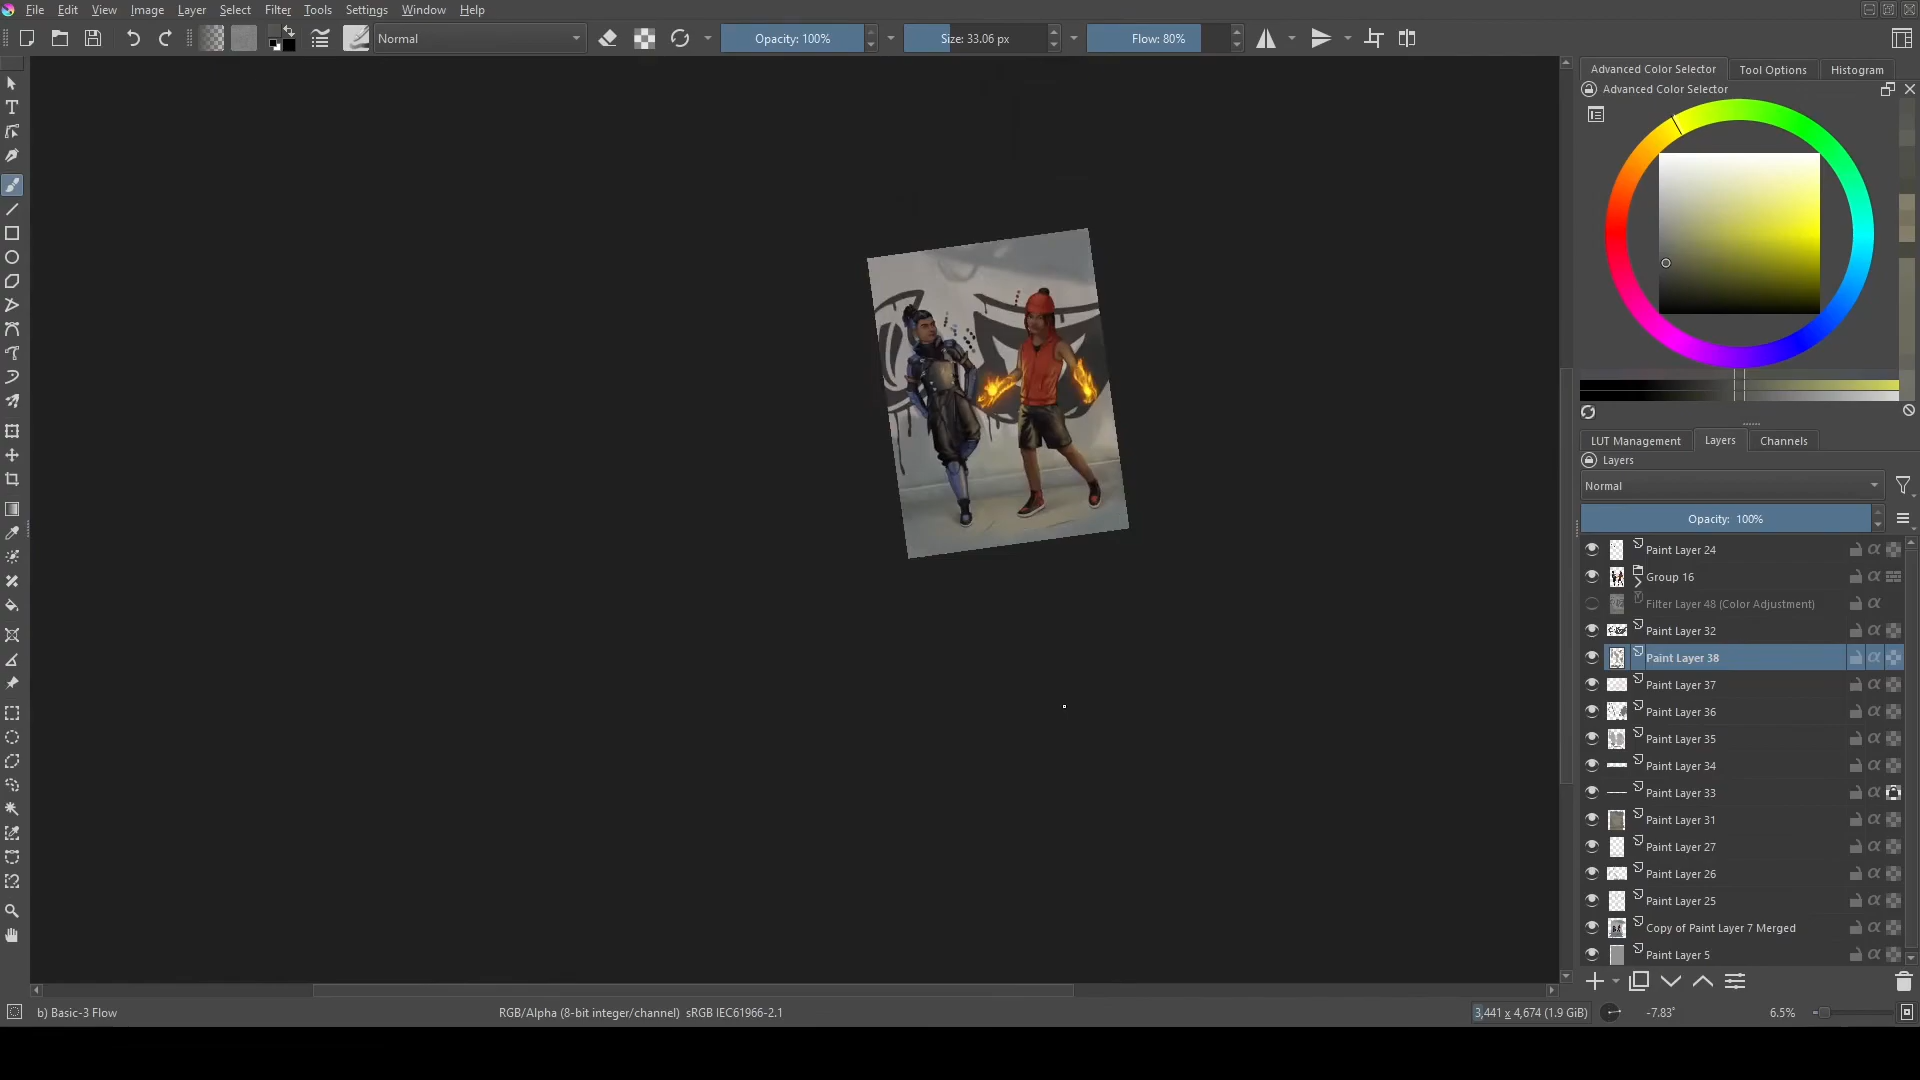 File Edit View Image Layer Select Filter Tools Settings Window Help
Normal Opacity: 100% Size: 33.06 px Flow: 80%
Advanced Color Selector Tool Options Histogram
Advanced Color Selector
LUT Management Layers Channels
Layers
Normal
Opacity: 100%
Paint Layer 24
Group 16
Filter Layer 48 (Color Adjustment)
Paint Layer 32
Paint Layer 38
Paint Layer 37
Paint Layer 36
Paint Layer 35
Paint Layer 34
Paint Layer 33
Paint Layer 31
Paint Layer 27
Paint Layer 26
Paint Layer 25
Copy of Paint Layer 7 Merged
Paint Layer 5
b) Basic-3 Flow RGB/Alpha (8-bit integer/channel) sRGB IEC61966-2.1 3,441 x 4,674 (1.9 GiB) -7.83° 6.5%